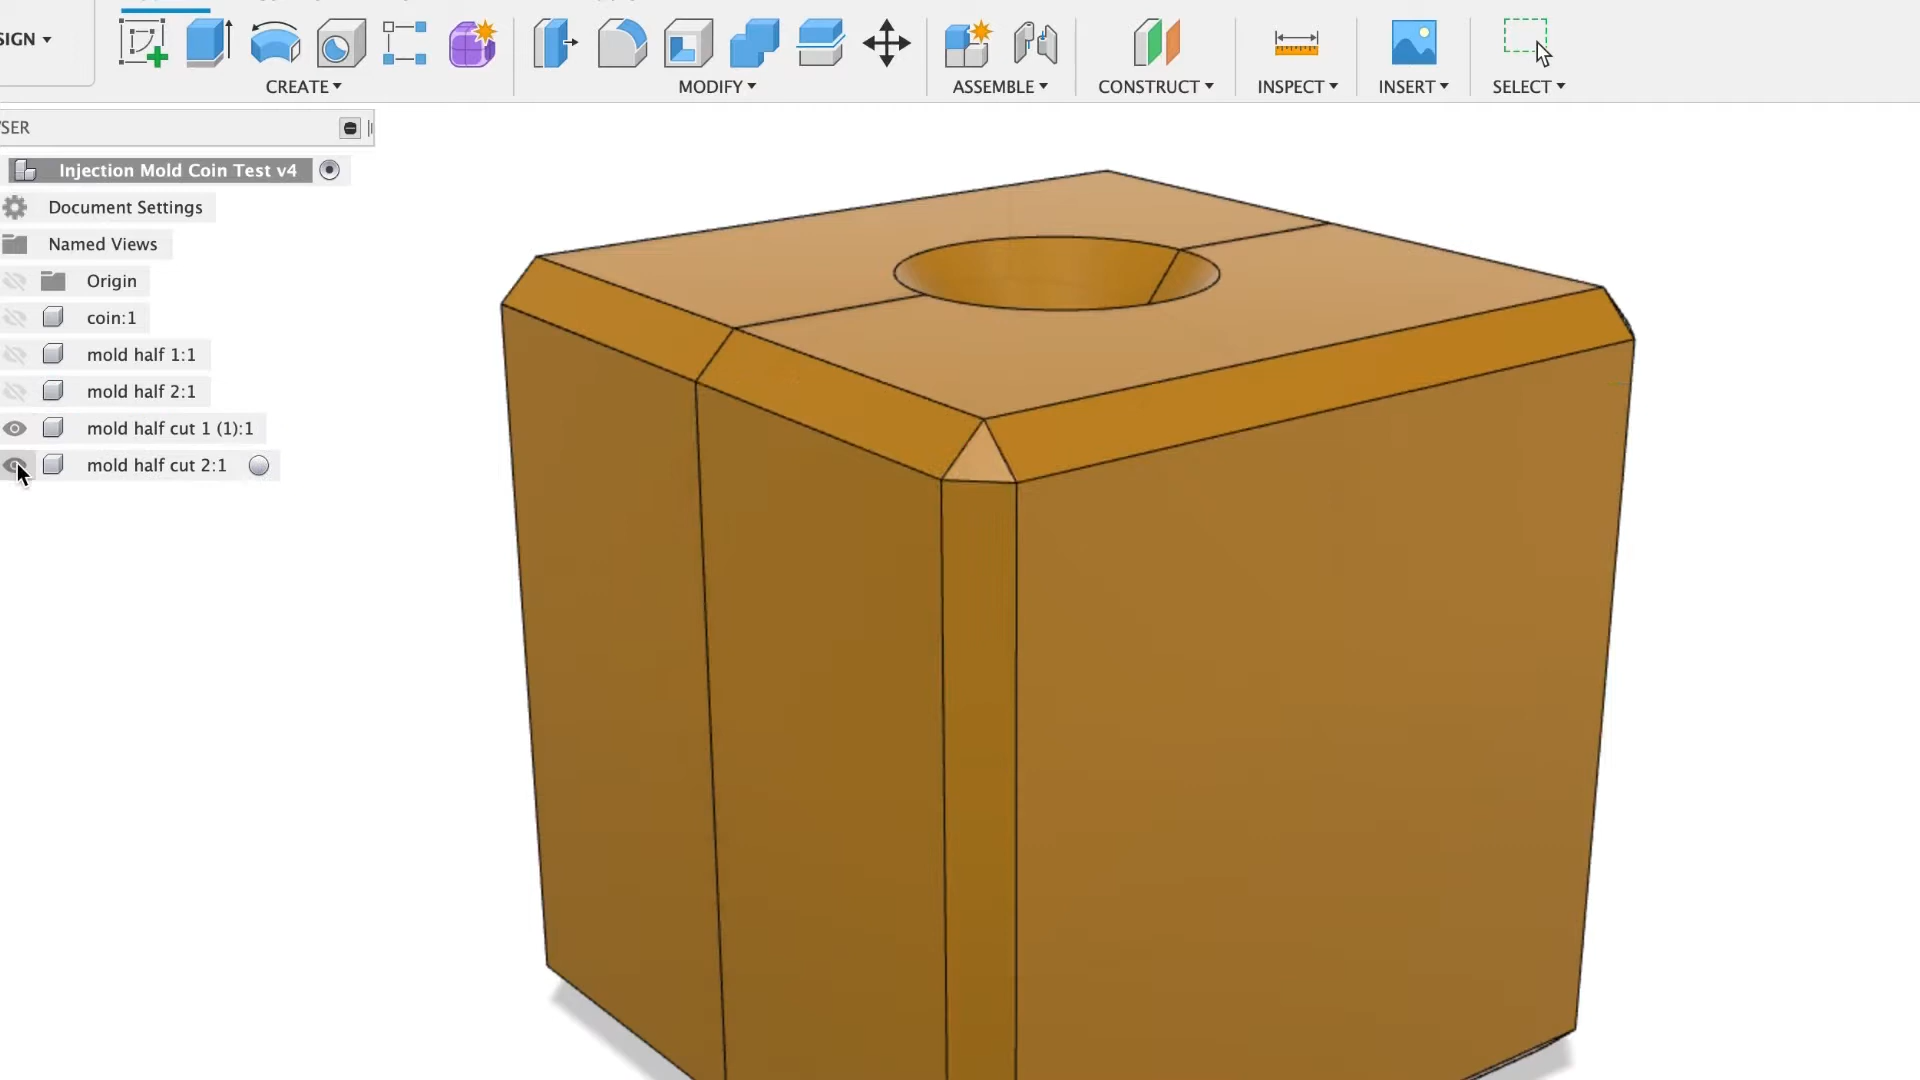 SIGN
CREATE
MODIFY
ASSEMBLE
CONSTRUCT
INSPECT
INSERT
SELECT
SER
Injection Mold Coin Test v4
Document Settings
Named Views
Origin
coin:1
mold half 1:1
mold half 2:1
mold half cut 1 (1):1
mold half cut 2:1